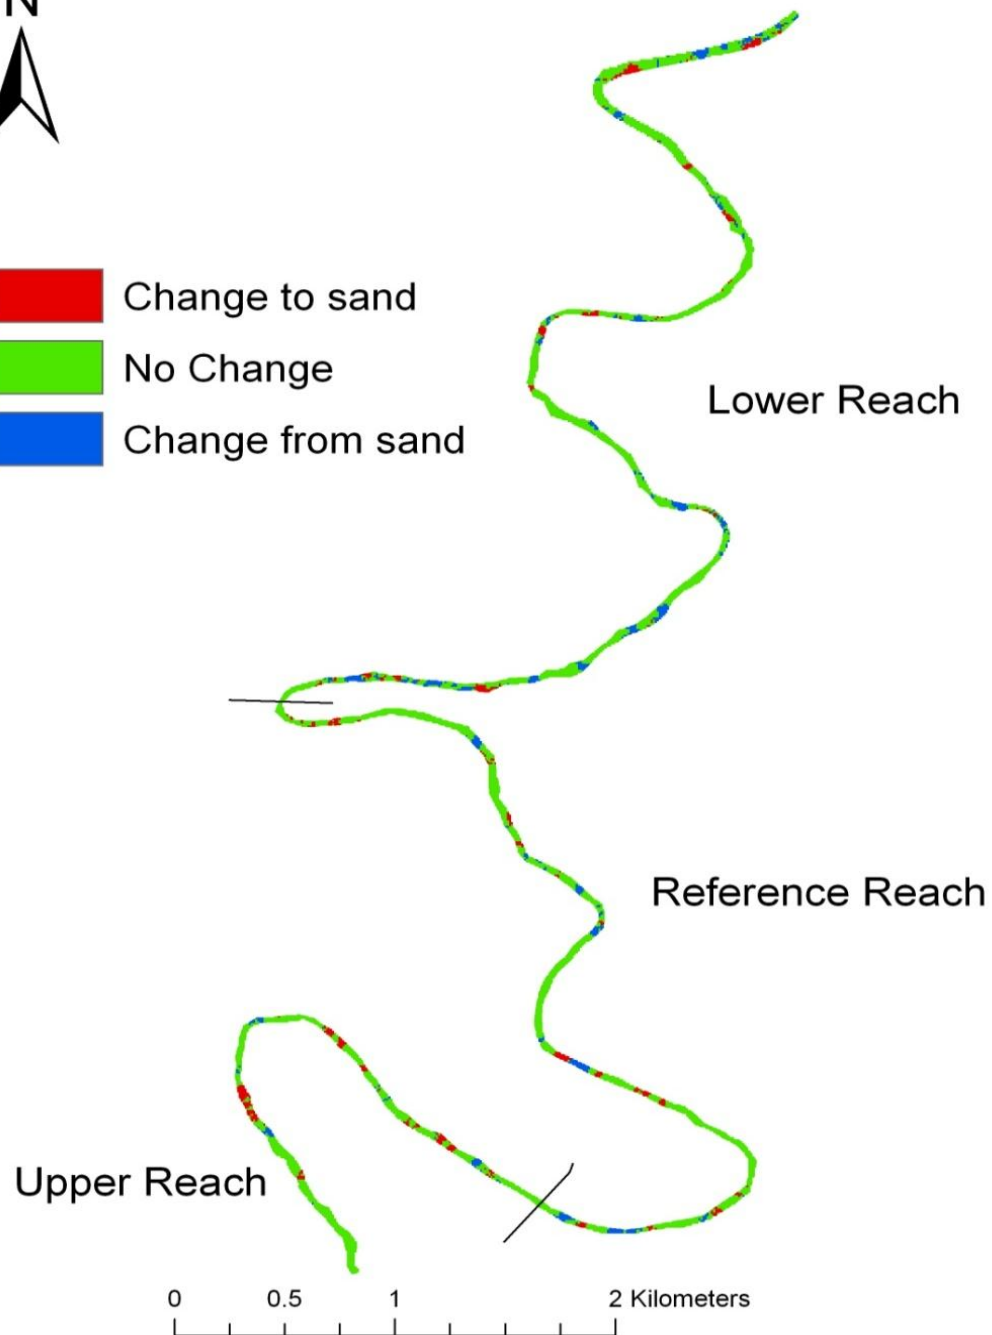 N
Change to sand
No Change
Change from sand
Lower Reach
Reference Reach
Upper Reach
0 0.5 1 2 Kilometers